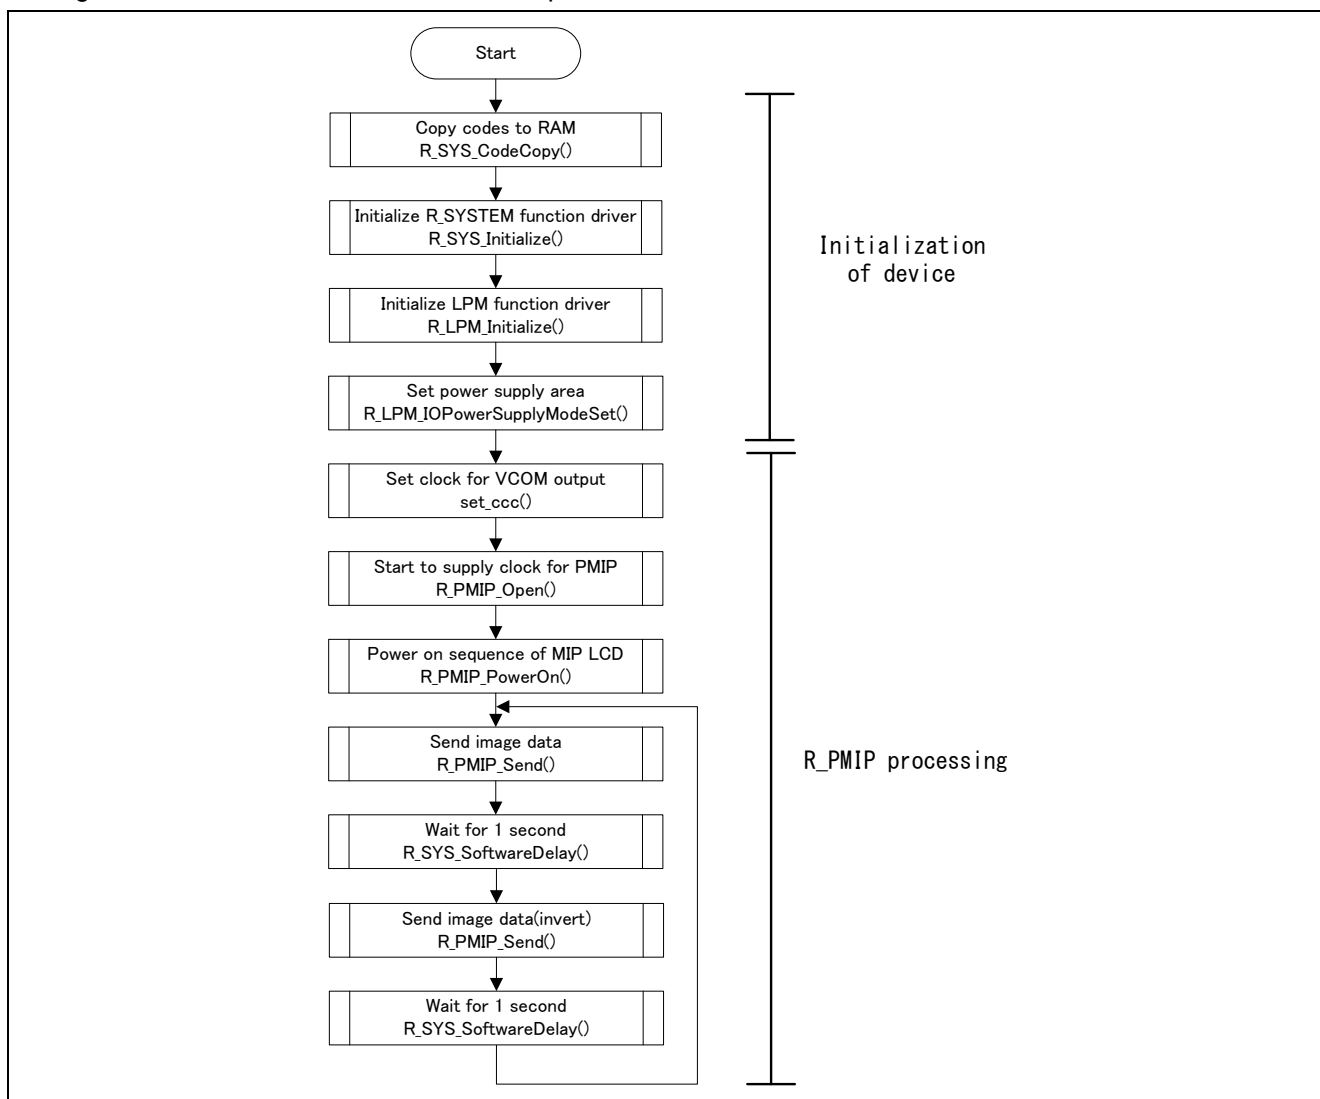 Start
Copy codes to RAM
R_SYS_CodeCopy()
Initialize R_SYSTEM function driver
R_SYS_Initialize()
Initialize LPM function driver
R_LPM_Initialize()
Set power supply area
R_LPM_IOPowerSupplyModeSet()
Initialization
of device
Set clock for VCOM output
set_ccc()
Start to supply clock for PMIP
R_PMIP_Open()
Power on sequence of MIP LCD
R_PMIP_PowerOn()
Send image data
R_PMIP_Send()
Wait for 1 second
R_SYS_SoftwareDelay()
Send image data(invert)
R_PMIP_Send()
Wait for 1 second
R_SYS_SoftwareDelay()
R_PMIP processing